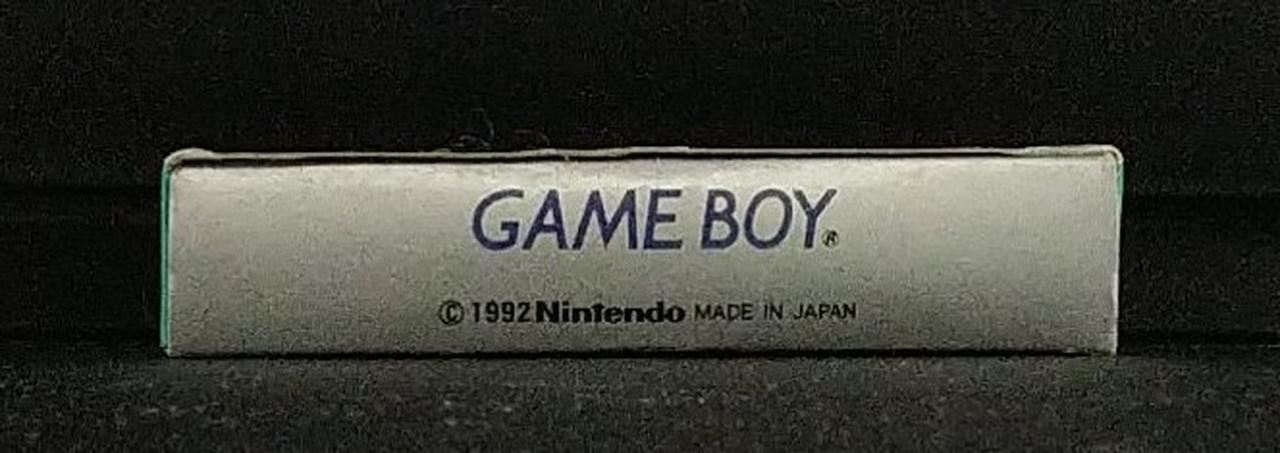 GAME BOY®
© 1992 Nintendo MADE IN JAPAN